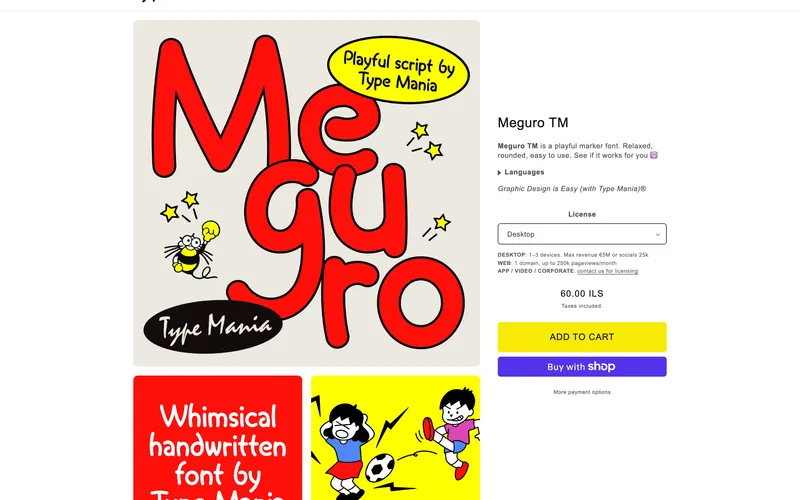 Me
gu
ro
Playful script by
Type Mania
Type Mania
Whimsical
handwritten
font by
Type Mania
Meguro TM
Meguro TM is a playful marker font. Relaxed,
rounded, easy to use. See if it works for you
Languages
Graphic Design is Easy (with Type Mania)®
License
Desktop
DESKTOP: 1–3 devices. Max revenue €5M or socials 25k.
WEB: 1 domain, up to 250k pageviews/month
APP / VIDEO / CORPORATE: contact us for licensing
60.00 ILS
Taxes included.
ADD TO CART
Buy with shop
More payment options